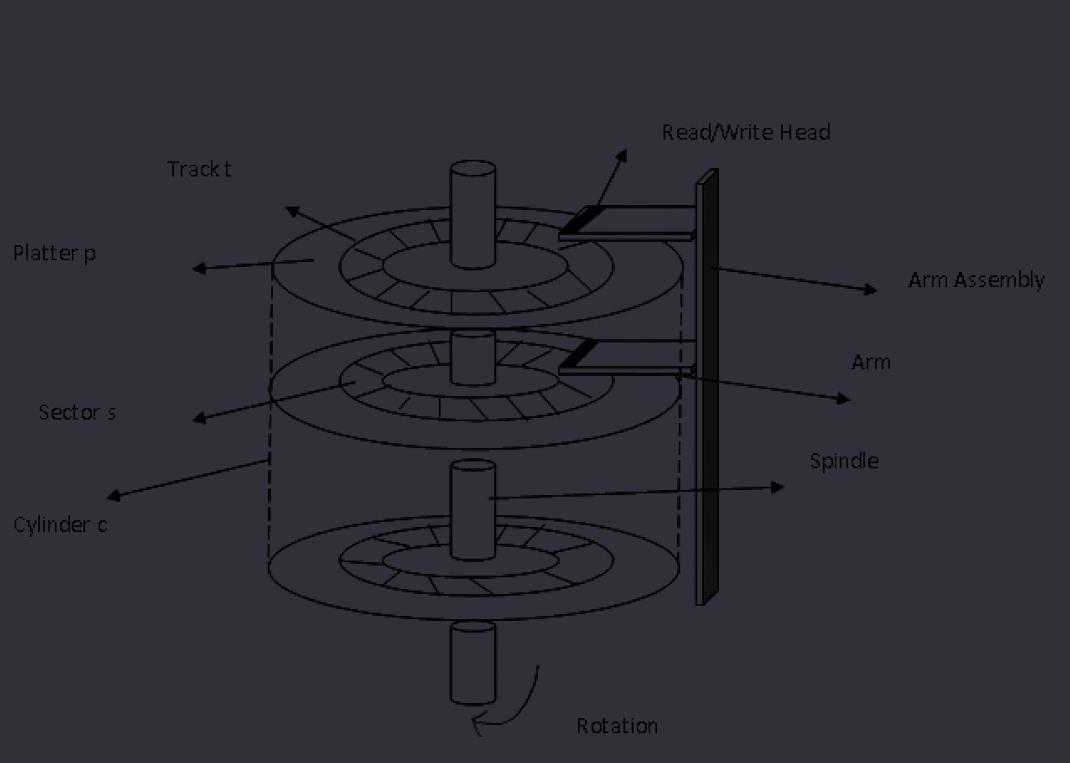 Read/Write Head
Track t
Platter p
Arm Assembly
Arm
Sector s
Spindle
Cylinder c
Rotation